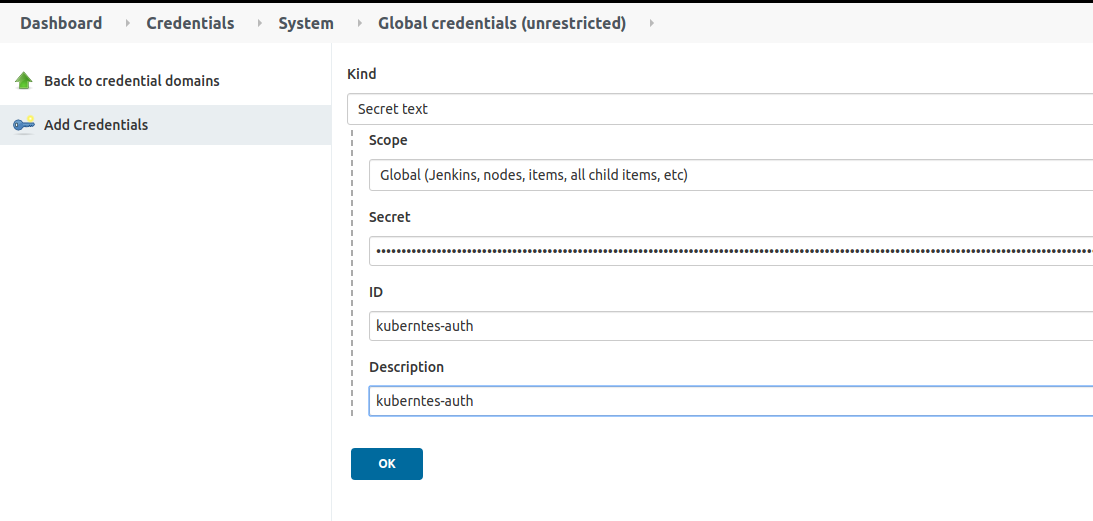 Dashboard Credentials System Global credentials (unrestricted)
Back to credential domains
Add Credentials
Kind
Secret text
Scope
Global (Jenkins, nodes, items, all child items, etc)
Secret
ID
kuberntes-auth
Description
kuberntes-auth
OK